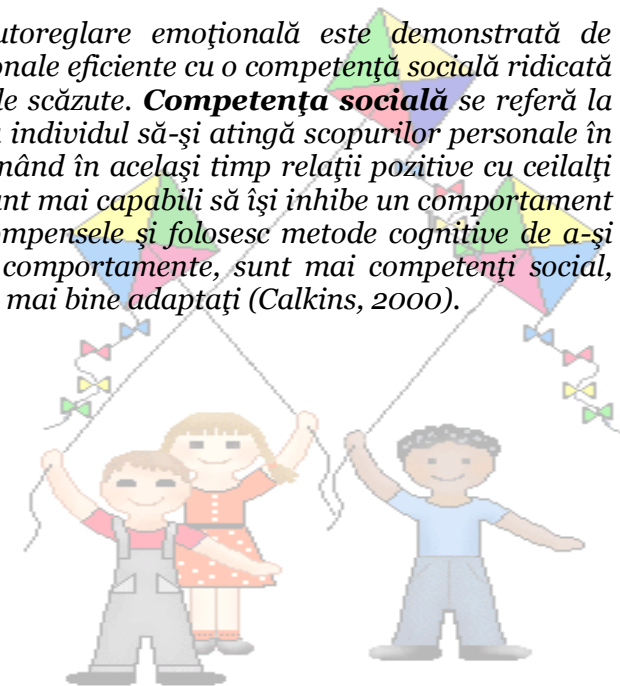 utoreglare emoţională este demonstrată de
onale eficiente cu o competenţă socială ridicată
le scăzute. Competenţa socială se referă la
individul să-şi atingă scopurilor personale în
nând în acelaşi timp relaţii pozitive cu ceilalţi
unt mai capabili să îşi inhibe un comportament
ompensele şi folosesc metode cognitive de a-şi
comportamente, sunt mai competenţi social,
mai bine adaptaţi (Calkins, 2000).